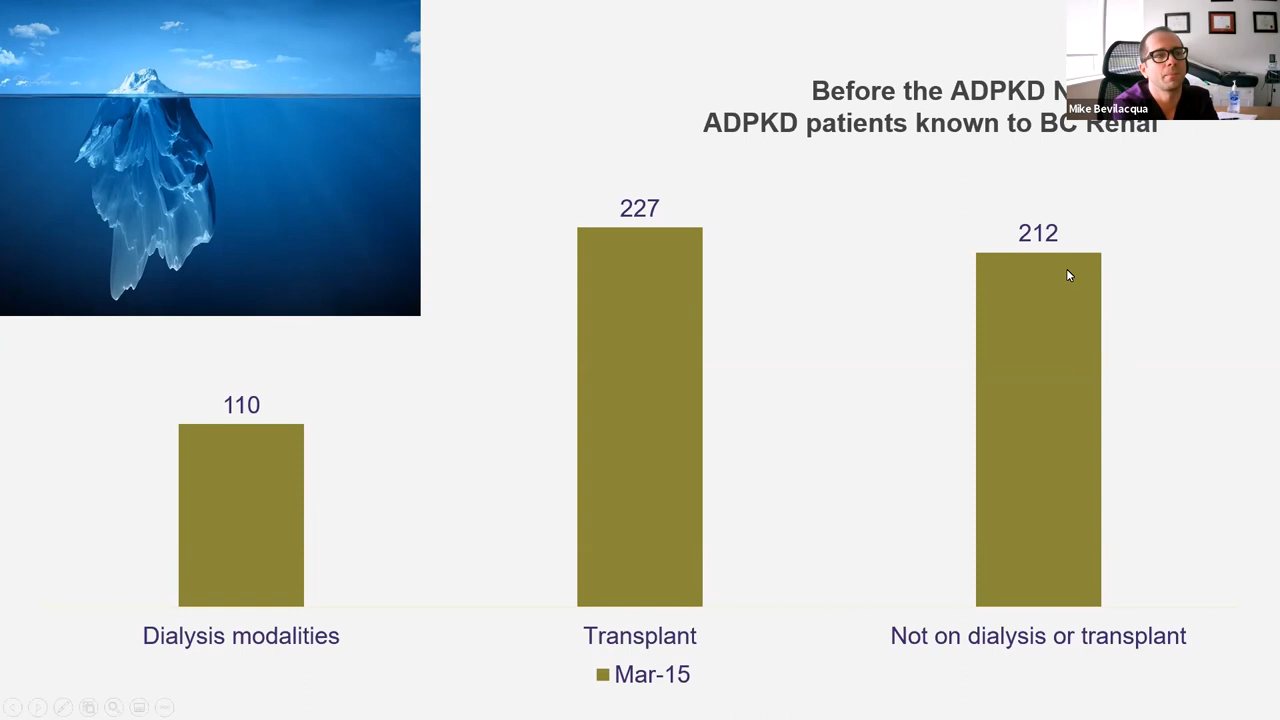 Before the ADPKD
ADPKD patients known to BC Renal
Mike Bevilacqua
227
212
110
Dialysis modalities
Transplant
Not on dialysis or transplant
Mar-15